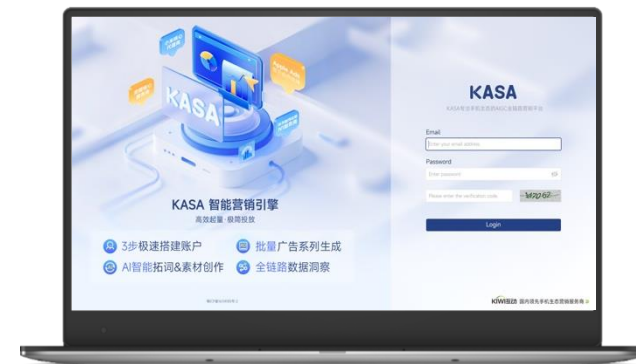 Apple Ads
KASA
KASA 智能营销引擎
高效起量·极简投放
3步极速搭建账户
批量广告系列生成
AI智能拓词&素材创作
全链路数据洞察
KASA
Email
Enter your email address
Password
Enter password
Please enter the verification code
Login
国内领先手机生态营销服务商